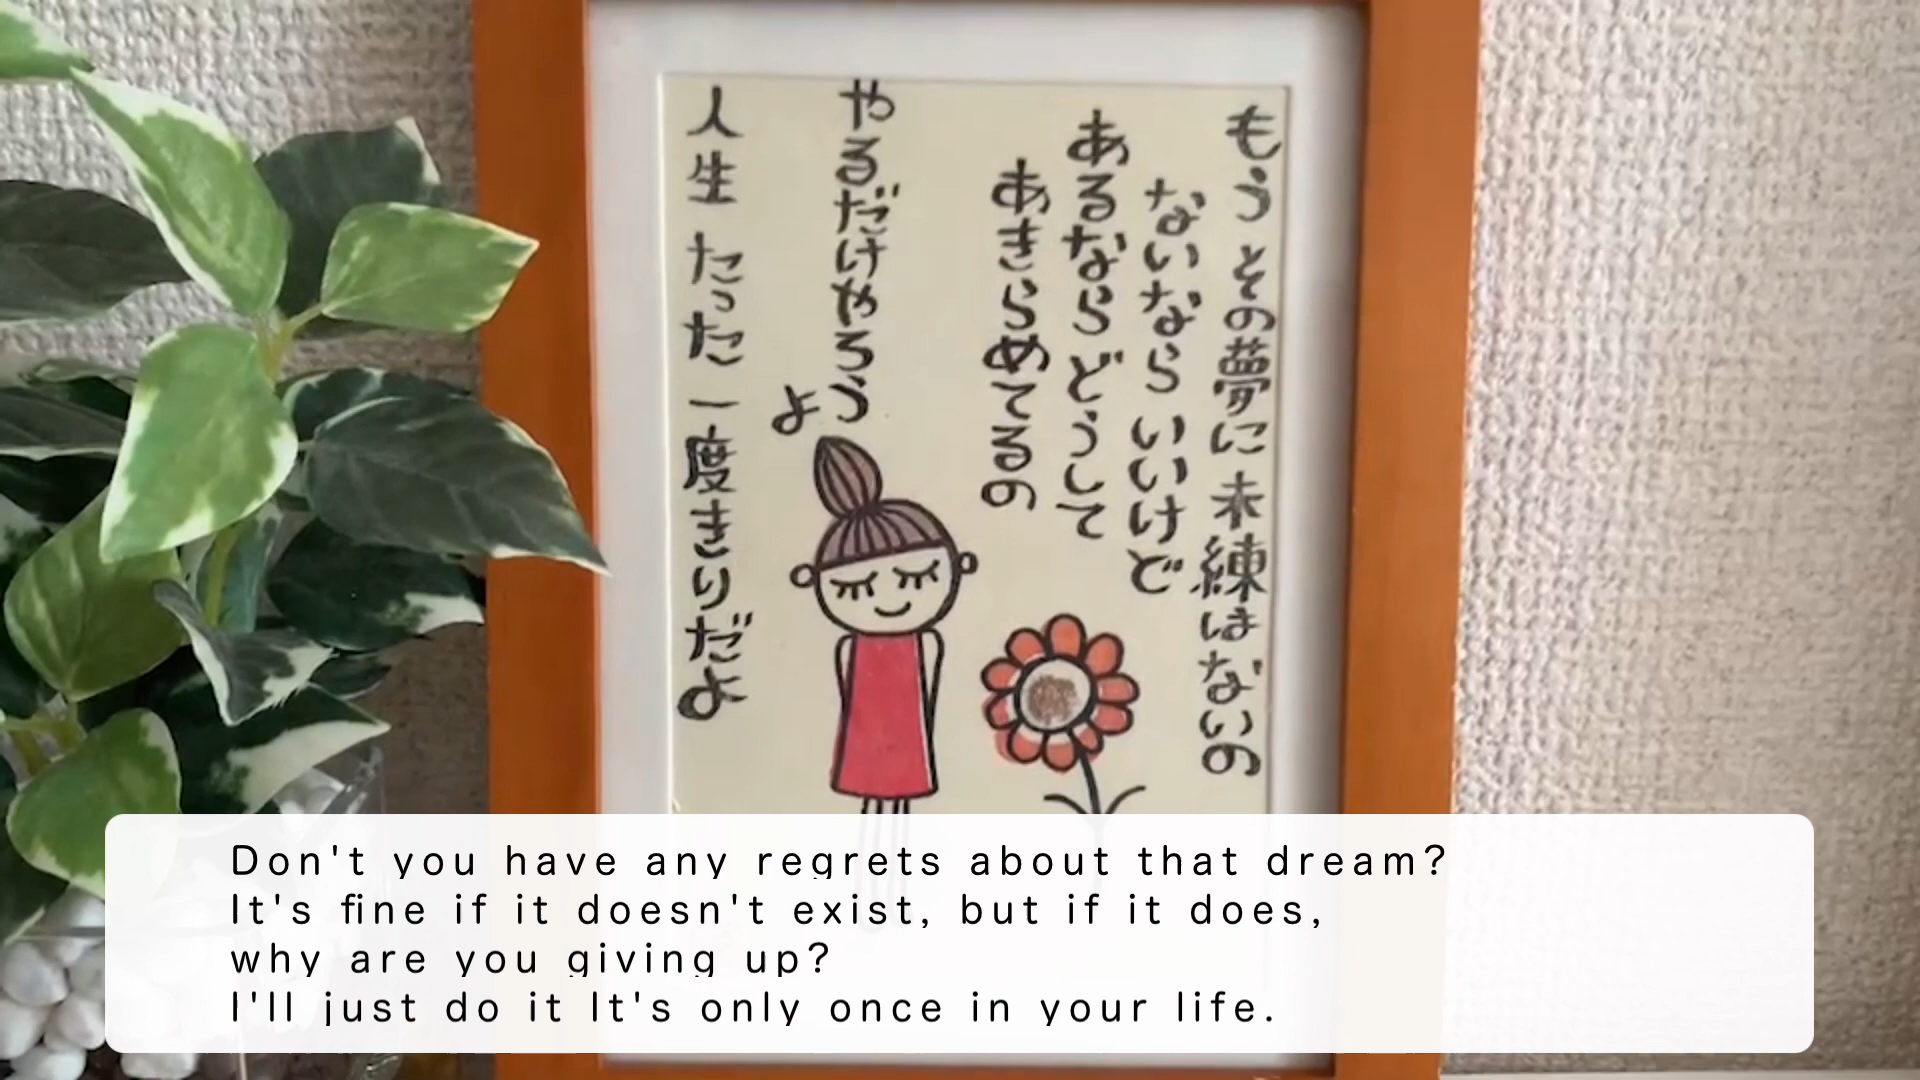 もうその夢に未練はないの
ないならいいけど
あるならどうして
あきらめてるの
やるだけやろう
よ
人生たった一度きりだよ
Don't you have any regrets about that dream?
It's fine if it doesn't exist, but if it does,
why are you giving up?
I'll just do it It's only once in your life.